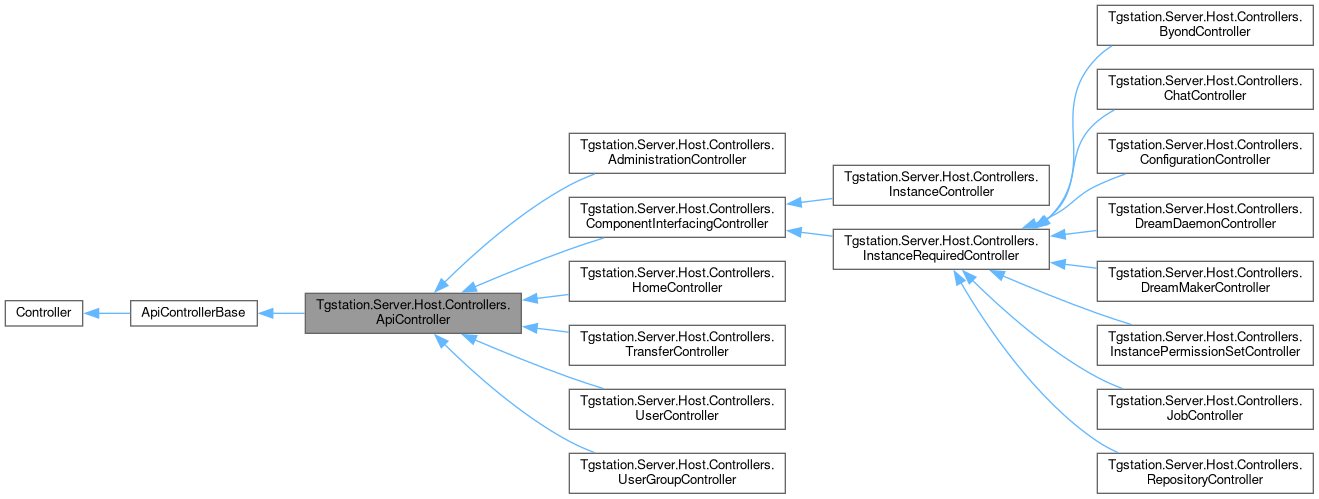 Controller
ApiControllerBase
Tgstation.Server.Host.Controllers.
ApiController
Tgstation.Server.Host.Controllers.
AdministrationController
Tgstation.Server.Host.Controllers.
ComponentInterfacingController
Tgstation.Server.Host.Controllers.
HomeController
Tgstation.Server.Host.Controllers.
TransferController
Tgstation.Server.Host.Controllers.
UserController
Tgstation.Server.Host.Controllers.
UserGroupController
Tgstation.Server.Host.Controllers.
InstanceController
Tgstation.Server.Host.Controllers.
InstanceRequiredController
Tgstation.Server.Host.Controllers.
ByondController
Tgstation.Server.Host.Controllers.
ChatController
Tgstation.Server.Host.Controllers.
ConfigurationController
Tgstation.Server.Host.Controllers.
DreamDaemonController
Tgstation.Server.Host.Controllers.
DreamMakerController
Tgstation.Server.Host.Controllers.
InstancePermissionSetController
Tgstation.Server.Host.Controllers.
JobController
Tgstation.Server.Host.Controllers.
RepositoryController